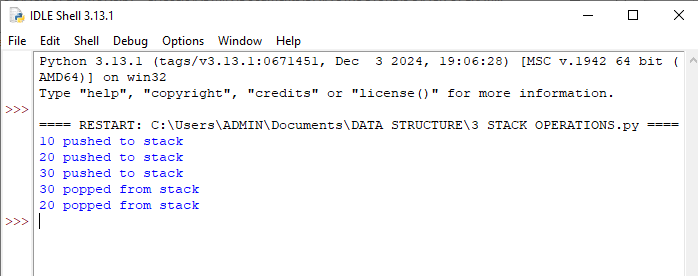 IDLE Shell 3.13.1
File Edit Shell Debug Options Window Help
Python 3.13.1 (tags/v3.13.1:0671451, Dec  3 2024, 19:06:28) [MSC v.1942 64 bit (
AMD64)] on win32
Type "help", "copyright", "credits" or "license()" for more information.
>>>
==== RESTART: C:\Users\ADMIN\Documents\DATA STRUCTURE\3 STACK OPERATIONS.py ====
10 pushed to stack
20 pushed to stack
30 pushed to stack
30 popped from stack
20 popped from stack
>>>